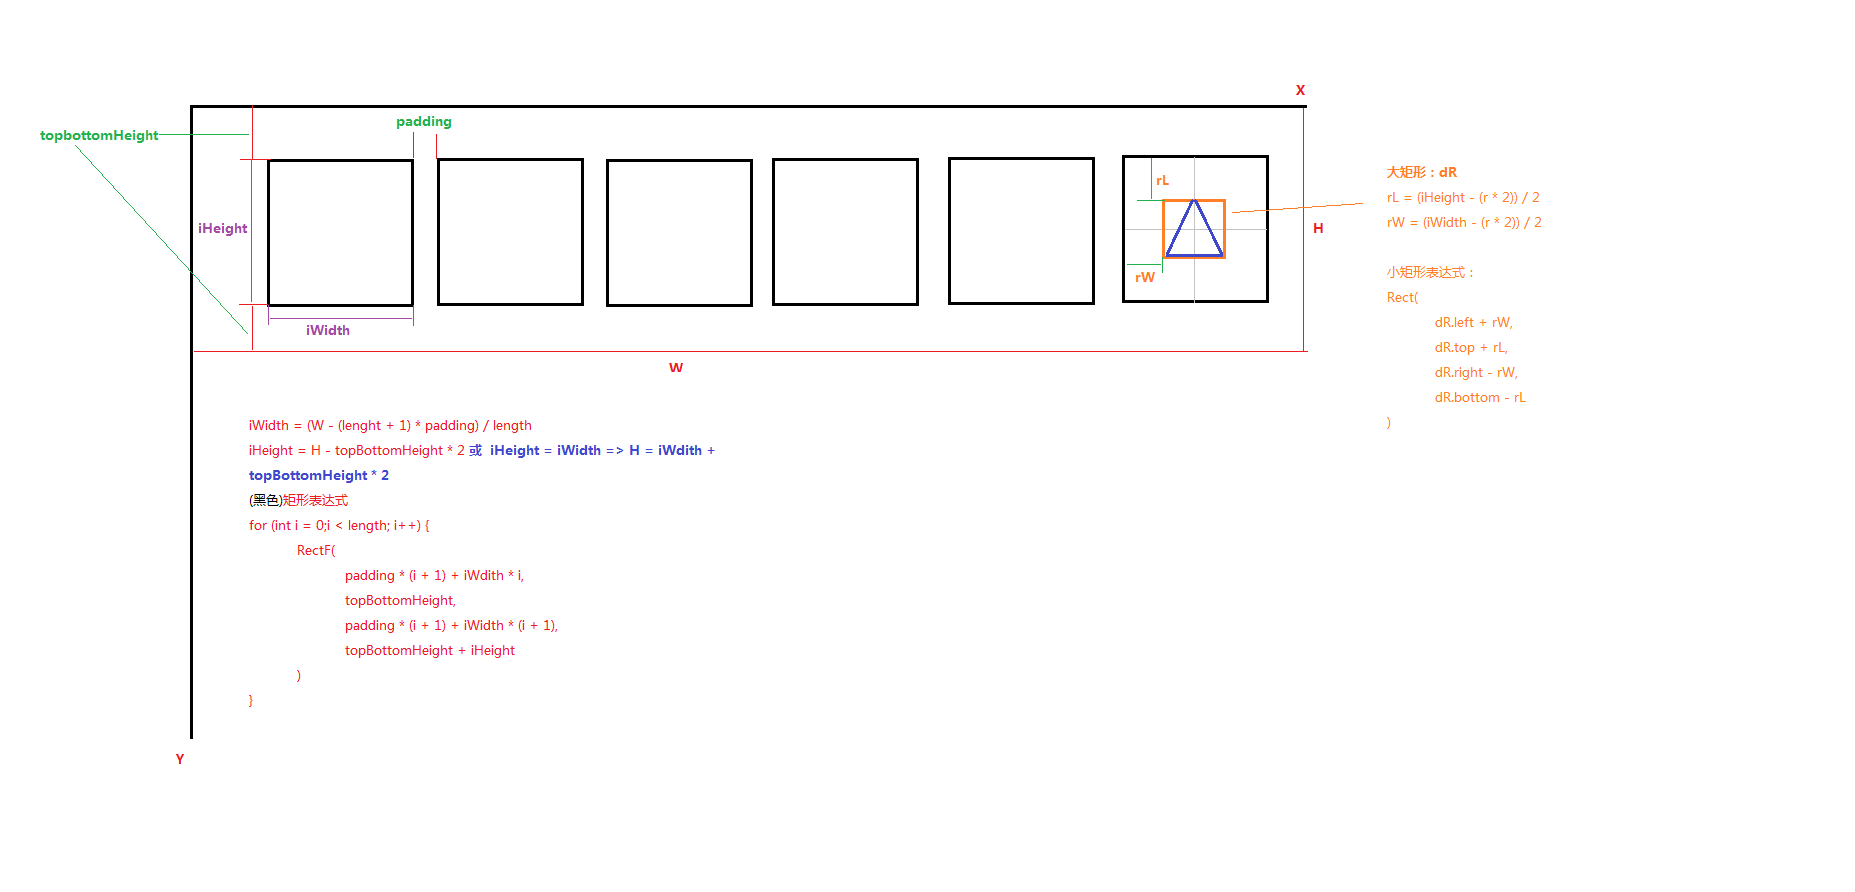 X
topbottomHeight
padding
iHeight
iWidth
rL
rW
H
W
Y
大矩形：dR
rL = (iHeight - (r * 2)) / 2
rW = (iWidth - (r * 2)) / 2
小矩形表达式：
Rect(
dR.left + rW,
dR.top + rL,
dR.right - rW,
dR.bottom - rL
)
iWidth = (W - (lenght + 1) * padding) / length
iHeight = H - topBottomHeight * 2 或 iHeight = iWidth => H = iWdith +
topBottomHeight * 2
(黑色)矩形表达式
for (int i = 0;i < length; i++) {
RectF(
padding * (i + 1) + iWdith * i,
topBottomHeight,
padding * (i + 1) + iWidth * (i + 1),
topBottomHeight + iHeight
)
}